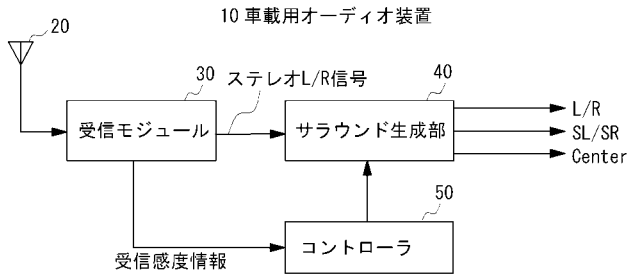 10 車載用オーディオ装置
20
30
ステレオL/R信号
40
受信モジュール
サラウンド生成部
L/R
SL/SR
Center
50
コントローラ
受信感度情報